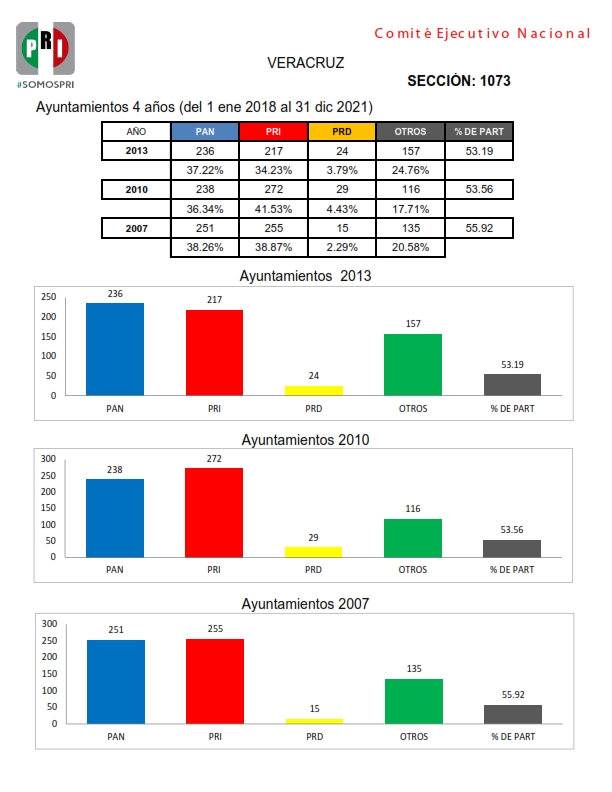 Comité Ejecutivo Nacional
PRI
#SOMOSPRI
VERACRUZ
SECCIÓN: 1073
Ayuntamientos 4 años (del 1 ene 2018 al 31 dic 2021)
AÑO PAN PRI PRD OTROS % DE PART
2013 236 217 24 157 53.19
37.22% 34.23% 3.79% 24.76%
2010 238 272 29 116 53.56
36.34% 41.53% 4.43% 17.71%
2007 251 255 15 135 55.92
38.26% 38.87% 2.29% 20.58%
Ayuntamientos 2013
250
200
150
100
50
0
236
217
24
157
53.19
PAN PRI PRD OTROS % DE PART
Ayuntamientos 2010
300
250
200
150
100
50
0
238
272
29
116
53.56
PAN PRI PRD OTROS % DE PART
Ayuntamientos 2007
300
250
200
150
100
50
0
251
255
15
135
55.92
PAN PRI PRD OTROS % DE PART